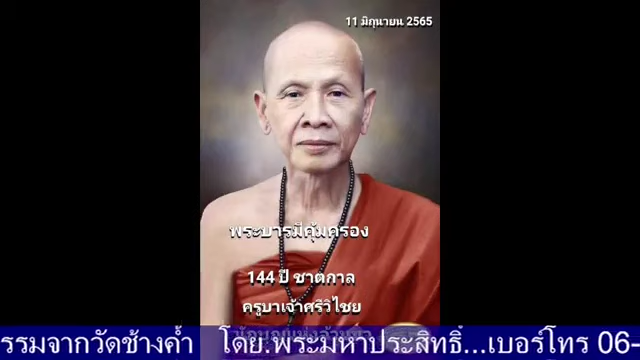 11 มิถุนายน 2565
พระบารมีคุ้มครอง
144 ปี ชาตกาล
ครูบาเจ้าศรีวิไชย
รรมจากวัดช้างค้ำ โดย.พระมหาประสิทธิ์...เบอร์โทร 06-